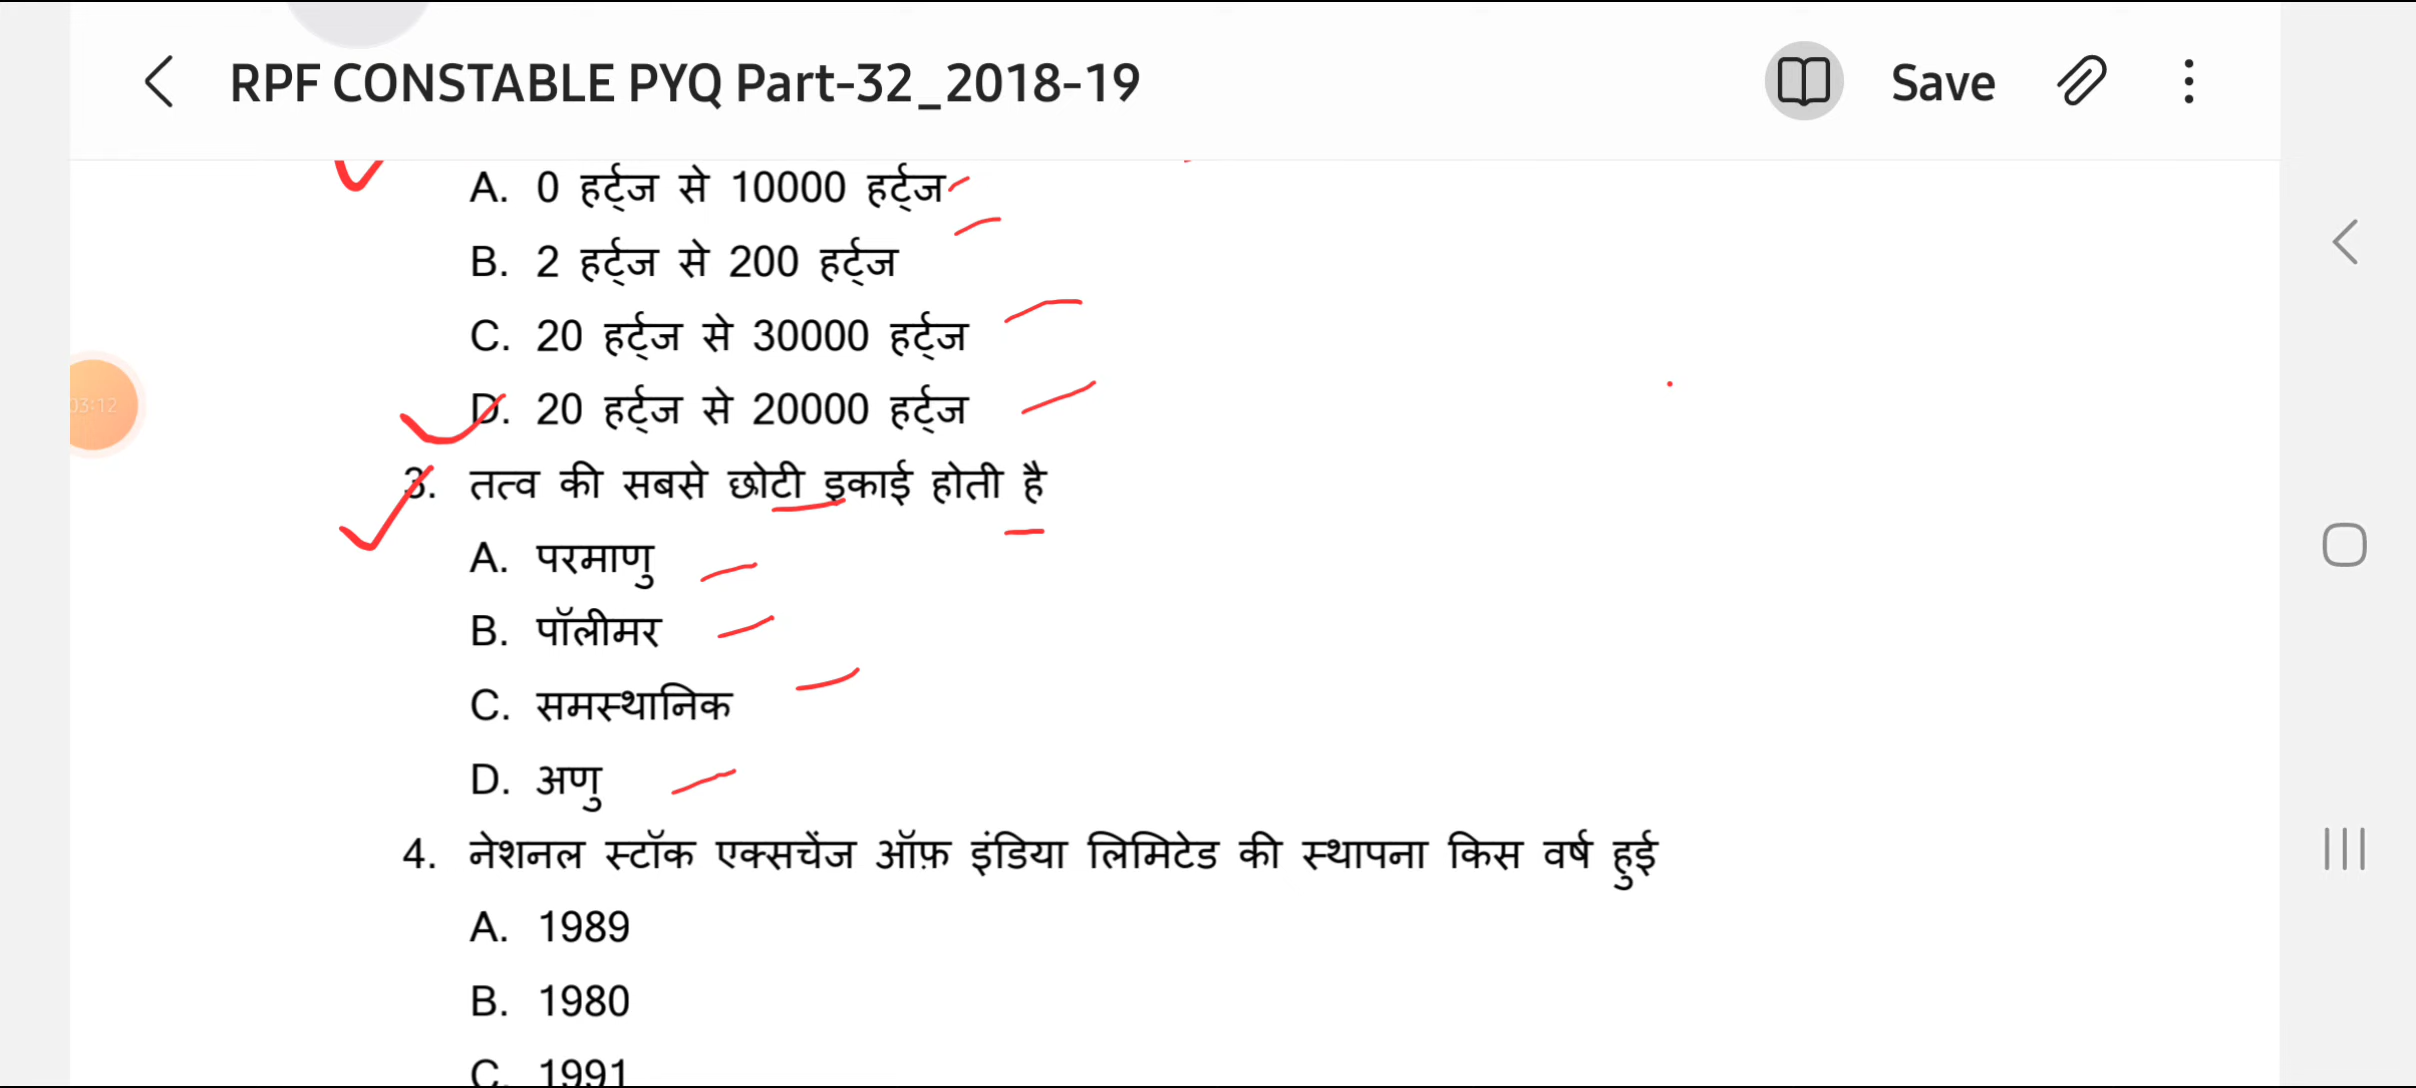 RPF CONSTABLE PYQ Part-32_2018-19
Save
A. 0 हर्ट्ज से 10000 हर्ट्ज
B. 2 हर्ट्ज से 200 हर्ट्ज
C. 20 हर्ट्ज से 30000 हर्ट्ज
D. 20 हर्ट्ज से 20000 हर्ट्ज
03:12
3. तत्व की सबसे छोटी इकाई होती है
A. परमाणु
B. पॉलीमर
C. समस्थानिक
D. अणु
4. नेशनल स्टॉक एक्सचेंज ऑफ़ इंडिया लिमिटेड की स्थापना किस वर्ष हुई
A. 1989
B. 1980
C. 1991